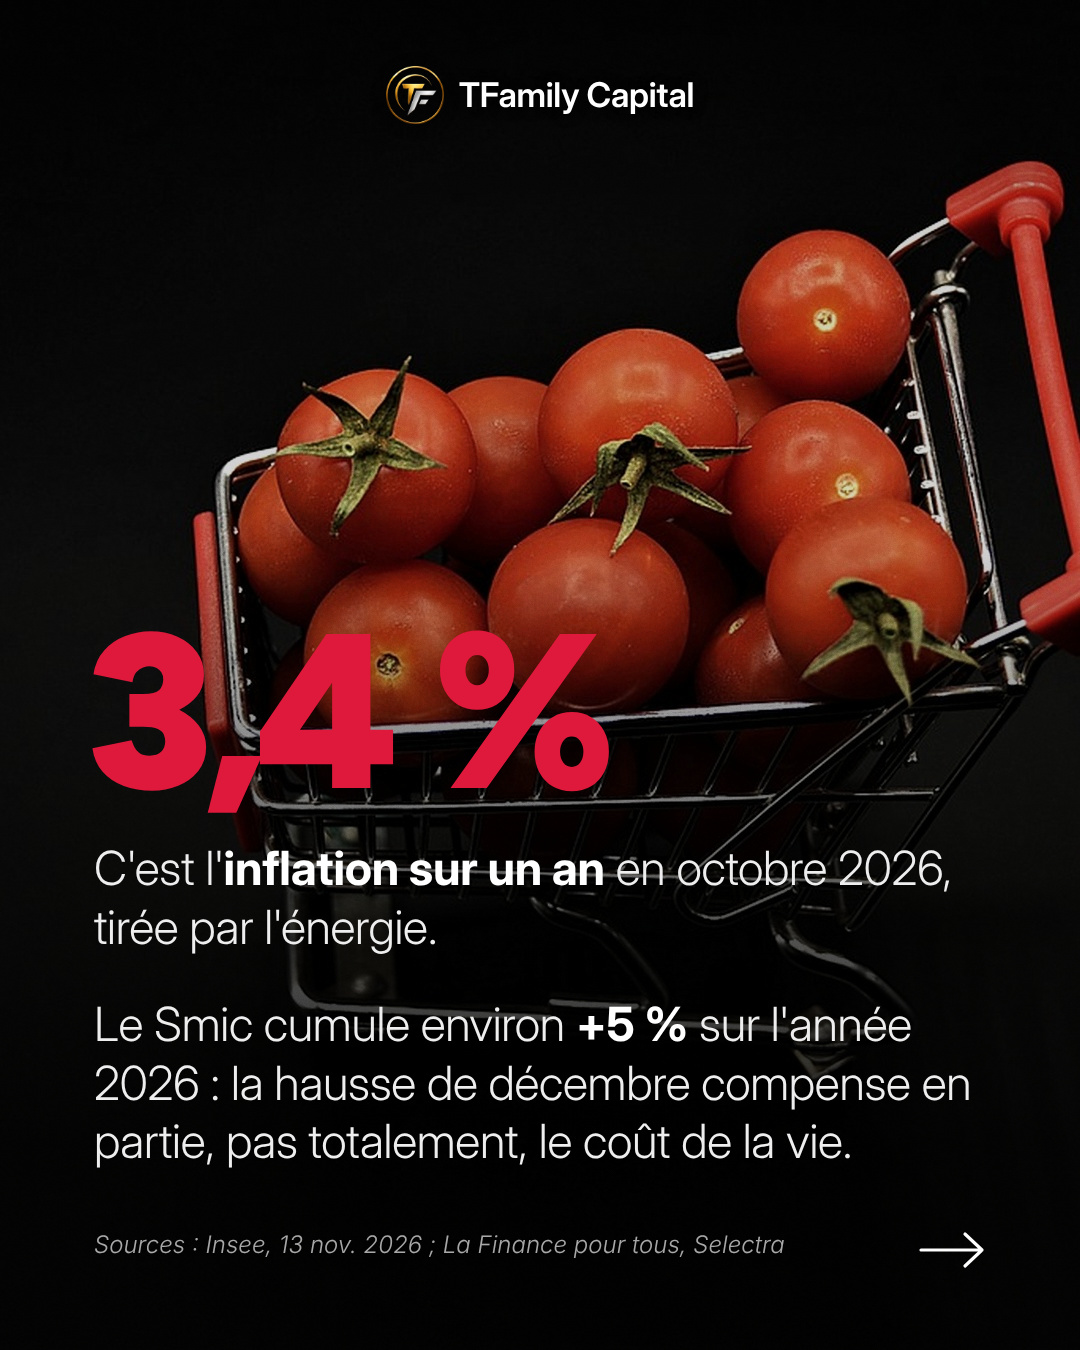 TF TFamily Capital
3,4 %
C'est l'inflation sur un an en octobre 2026,
tirée par l'énergie.
Le Smic cumule environ +5 % sur l'année
2026 : la hausse de décembre compense en
partie, pas totalement, le coût de la vie.
Sources : Insee, 13 nov. 2026 ; La Finance pour tous, Selectra